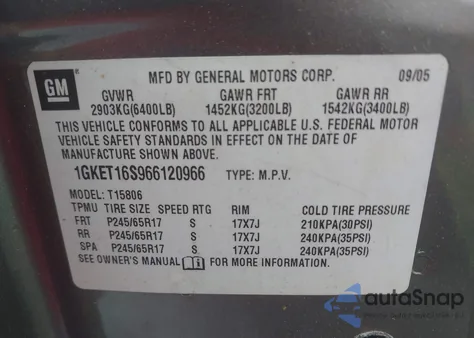 GM
MFD BY GENERAL MOTORS CORP. 09/05
GVWR GAWR FRT GAWR RR
2903KG(6400LB) 1452KG(3200LB) 1542KG(3400LB)
THIS VEHICLE CONFORMS TO ALL APPLICABLE U.S. FEDERAL MOTOR
VEHICLE SAFETY STANDARDS IN EFFECT ON THE DATE OF
MANUFACTURE SHOWN ABOVE.
1GKET16S966120966 TYPE: M.P.V.
MODEL: T15806
TPMU TIRE SIZE SPEED RTG RIM COLD TIRE PRESSURE
FRT P245/65R17 S 17X7J 210KPA(30PSI)
RR P245/65R17 S 17X7J 240KPA(35PSI)
SPA P245/65R17 S 17X7J 240KPA(35PSI)
SEE OWNER'S MANUAL FOR MORE INFORMATION.
autoSnap